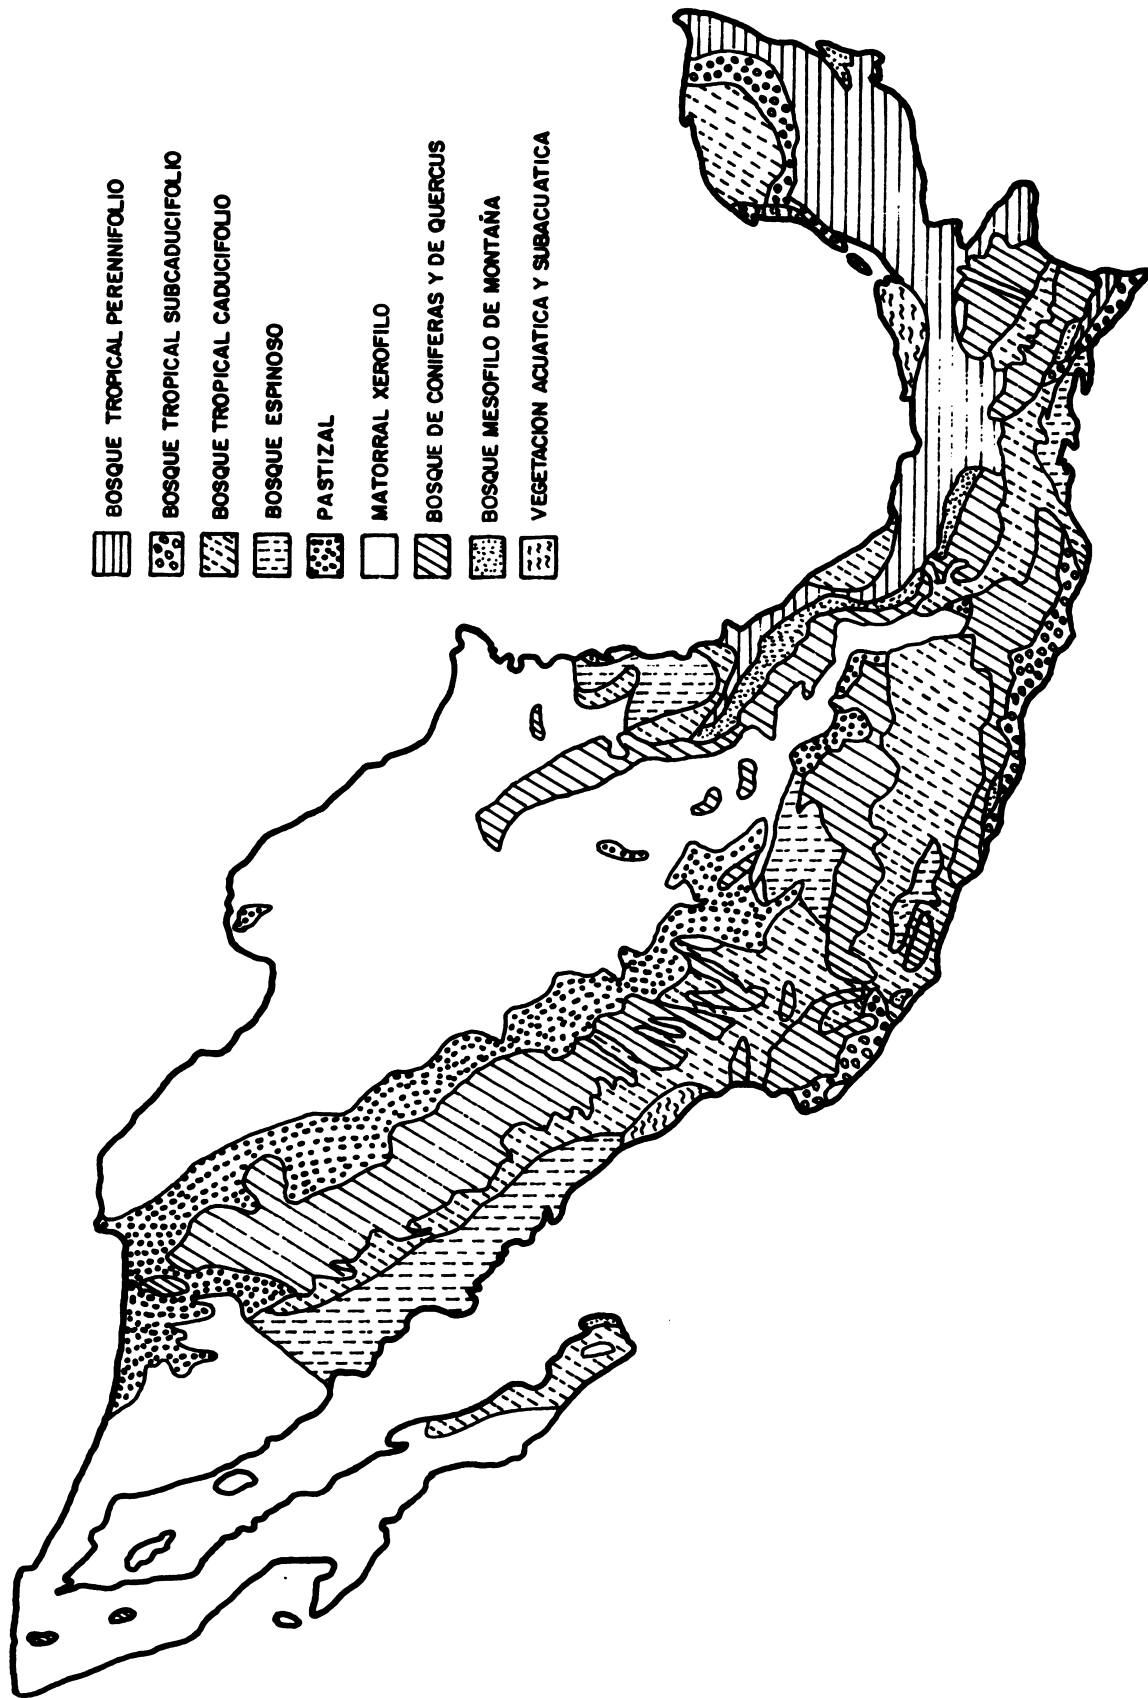 BOSQUE TROPICAL PERENNIFOLIO
BOSQUE TROPICAL SUBCADUCIFOLIO
BOSQUE TROPICAL CADUCIFOLIO
BOSQUE ESPINOSO
PASTIZAL
MATORRAL XEROFILO
BOSQUE DE CONIFERAS Y DE QUERCUS
BOSQUE MESOFILO DE MONTAÑA
VEGETACION ACUATICA Y SUBACUATICA